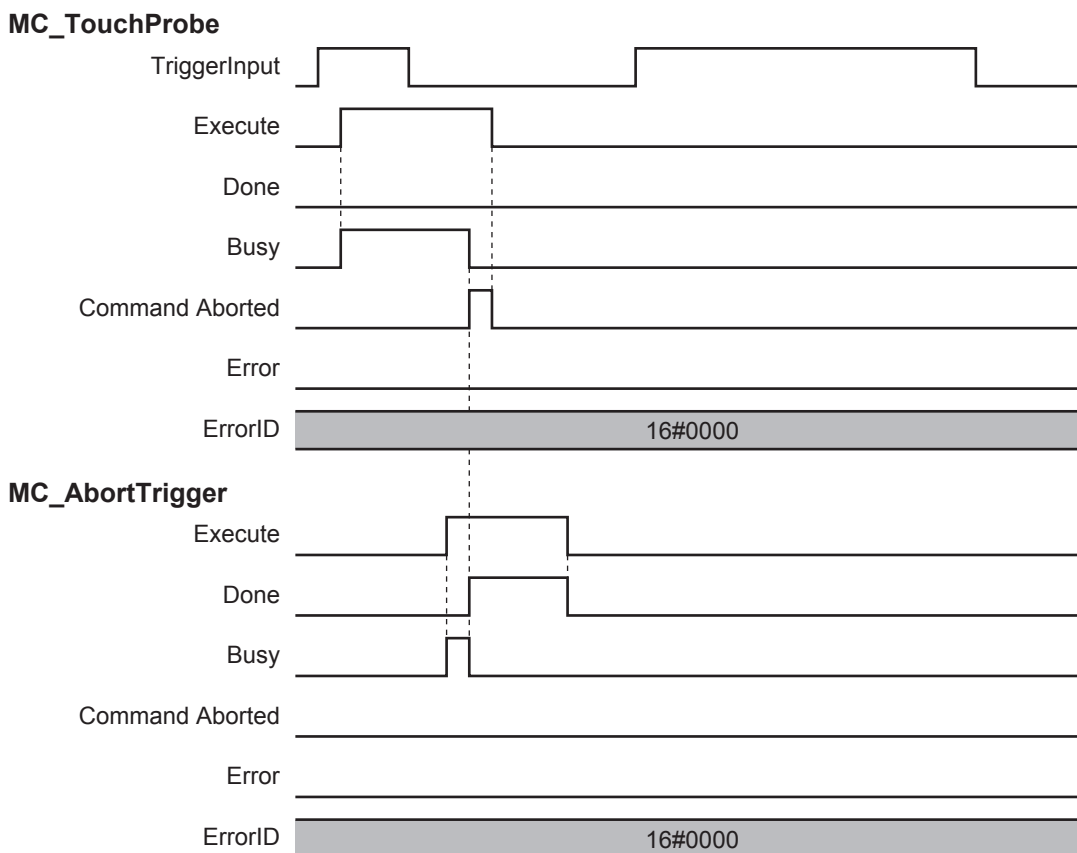 MC_TouchProbe
TriggerInput
Execute
Done
Busy
Command Aborted
Error
ErrorID
16#0000
MC_AbortTrigger
Execute
Done
Busy
Command Aborted
Error
ErrorID
16#0000